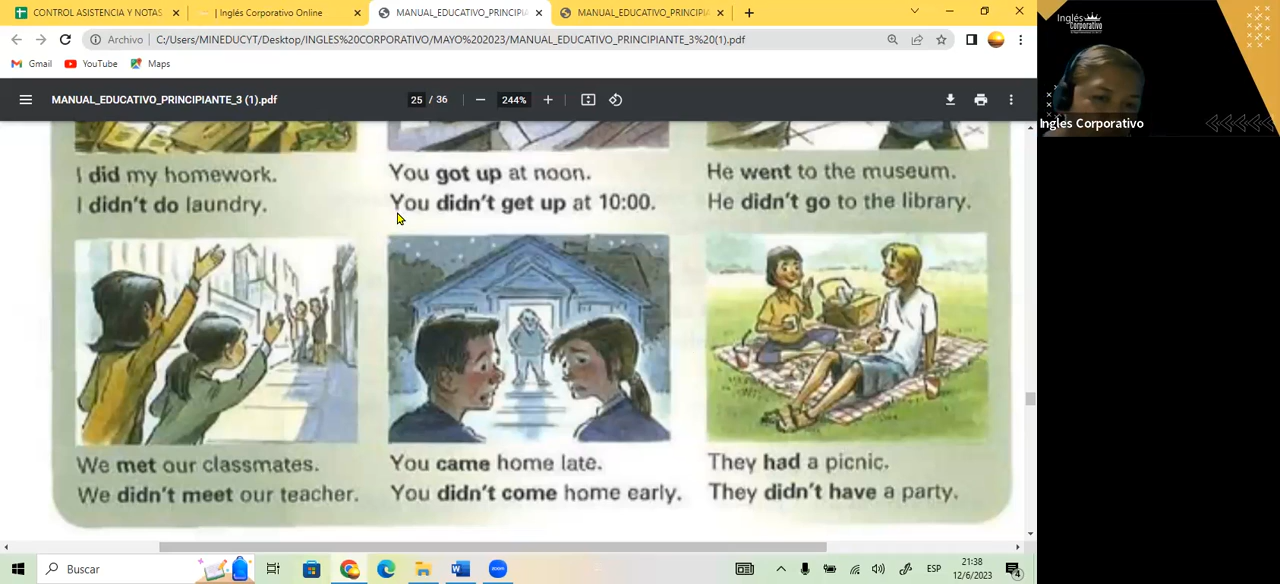 CONTROL ASISTENCIA Y NOTAS
| Inglés Corporativo Online
MANUAL_EDUCATIVO_PRINCIPIA
MANUAL_EDUCATIVO_PRINCIPIA
Archivo
C:/Users/MINEDUCYT/Desktop/INGLES%20CORPORATIVO/MAYO%202023/MANUAL_EDUCATIVO_PRINCIPIANTE_3%20(1).pdf
Gmail
YouTube
Maps
MANUAL_EDUCATIVO_PRINCIPIANTE_3 (1).pdf
25 / 36
244%
Inglés
Corporativo
Ingles Corporativo
I did my homework.
I didn't do laundry.
You got up at noon.
You didn't get up at 10:00.
He went to the museum.
He didn't go to the library.
We met our classmates.
We didn't meet our teacher.
You came home late.
You didn't come home early.
They had a picnic.
They didn't have a party.
Buscar
zoom
ESP
21:38
12/6/2023
4